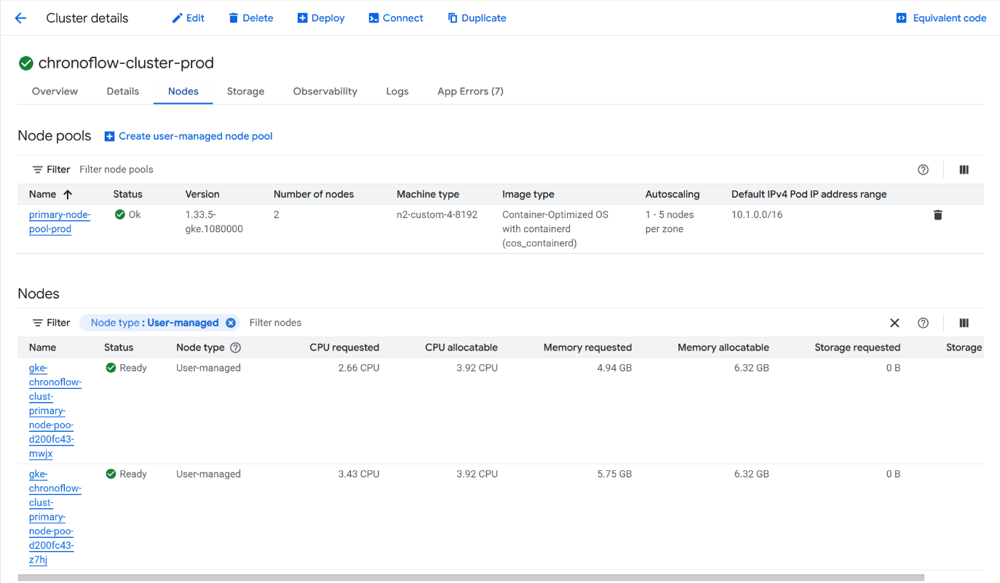 Cluster details Edit Delete Deploy Connect Duplicate Equivalent code
chronoflow-cluster-prod
Overview Details Nodes Storage Observability Logs App Errors (7)
Node pools Create user-managed node pool
Filter Filter node pools
Name Status Version Number of nodes Machine type Image type Autoscaling Default IPv4 Pod IP address range
primary-node- Ok 1.33.5- 2 n2-custom-4-8192 Container-Optimized OS 1 - 5 nodes 10.1.0.0/16
pool-prod gke.1080000 with containerd per zone
(cos_containerd)
Nodes
Filter Node type : User-managed Filter nodes
Name Status Node type CPU requested CPU allocatable Memory requested Memory allocatable Storage requested Storage
gke- Ready User-managed 2.66 CPU 3.92 CPU 4.94 GB 6.32 GB 0 B
chronoflow-
clust-
primary-
node-poo-
d200fc43-
mwjx
gke- Ready User-managed 3.43 CPU 3.92 CPU 5.75 GB 6.32 GB 0 B
chronoflow-
clust-
primary-
node-poo-
d200fc43-
z7hj